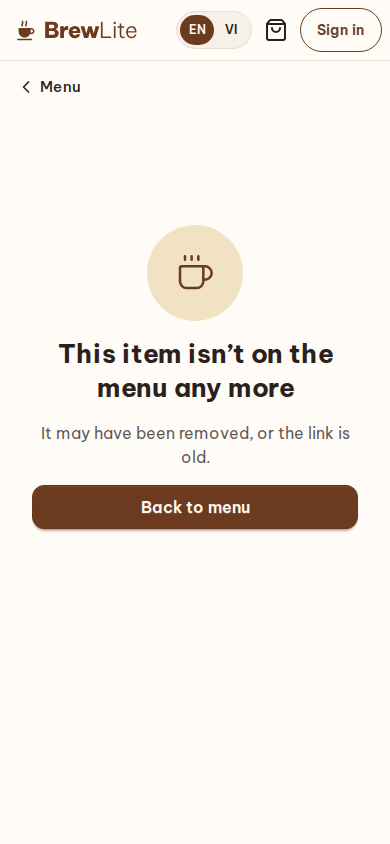 BrewLite
EN
VI
Sign in
Menu
This item isn’t on the
menu any more
It may have been removed, or the link is
old.
Back to menu